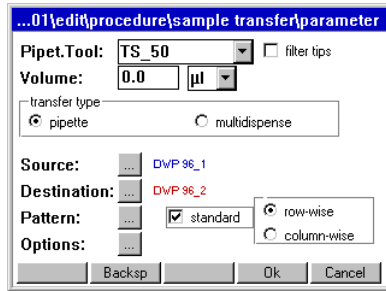 ...01\edit\procedure\sample transfer\parameter
Pipet.Tool: TS_50 filter tips
Volume: 0.0 µl
transfer type
pipette multidispense
Source: ... DWP 96_1
Destination: ... DWP 96_2
Pattern: ... standard row-wise
column-wise
Options: ...
Backsp Ok Cancel